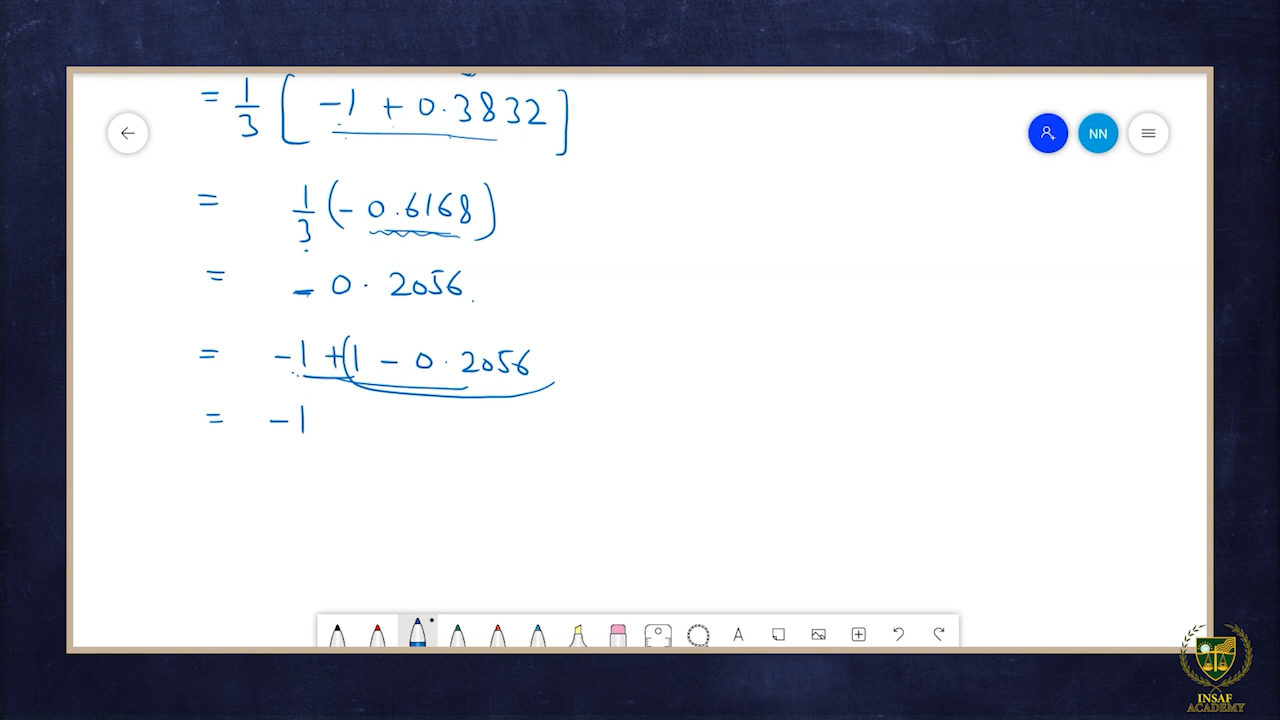 = 1/3 [ -1 + 0.3832 ]
NN
= 1/3 (- 0.6168)
= - 0.2056
= -1 + (1 - 0.2056
= -1
A
INSAF
ACADEMY